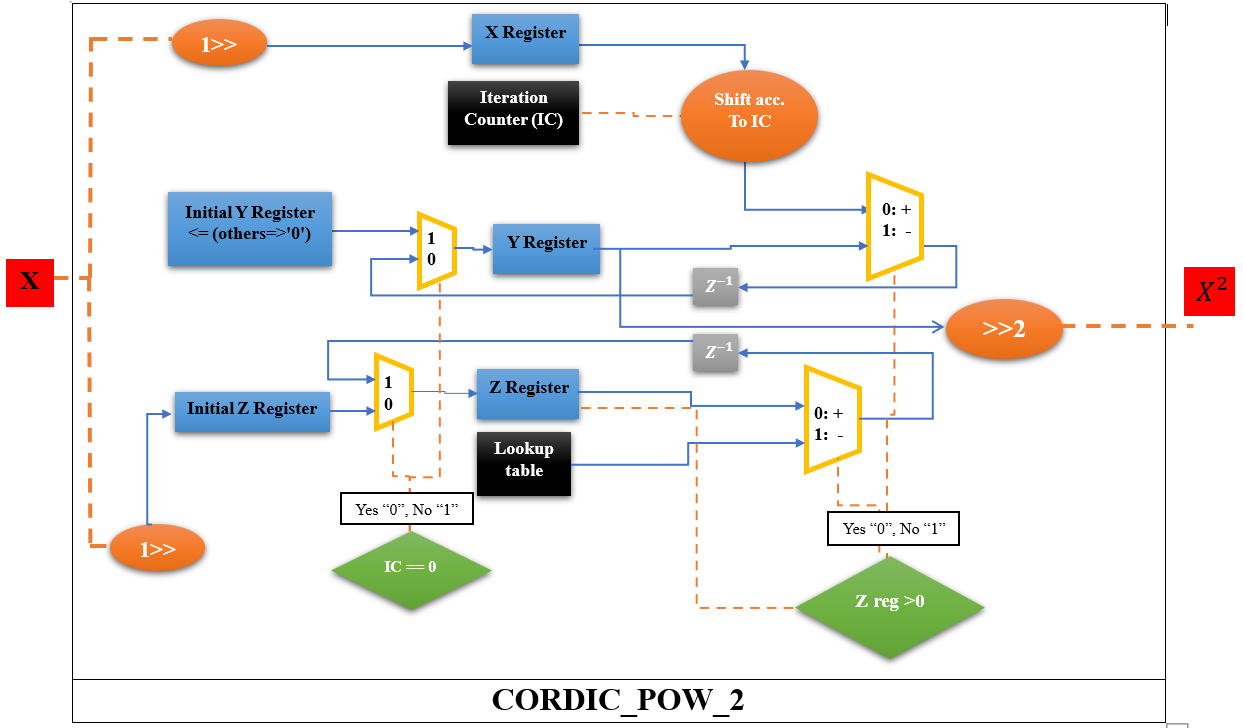 1>>
X Register
Iteration
Counter (IC)
Shift acc.
To IC
Initial Y Register
<= (others=>'0')
1
0
Y Register
0: +
1: -
X
Z⁻¹
X²
>>2
Z⁻¹
1
0
Z Register
Initial Z Register
0: +
1: -
Lookup
table
Yes “0”, No “1”
Yes “0”, No “1”
1>>
IC == 0
Z reg >0
CORDIC_POW_2